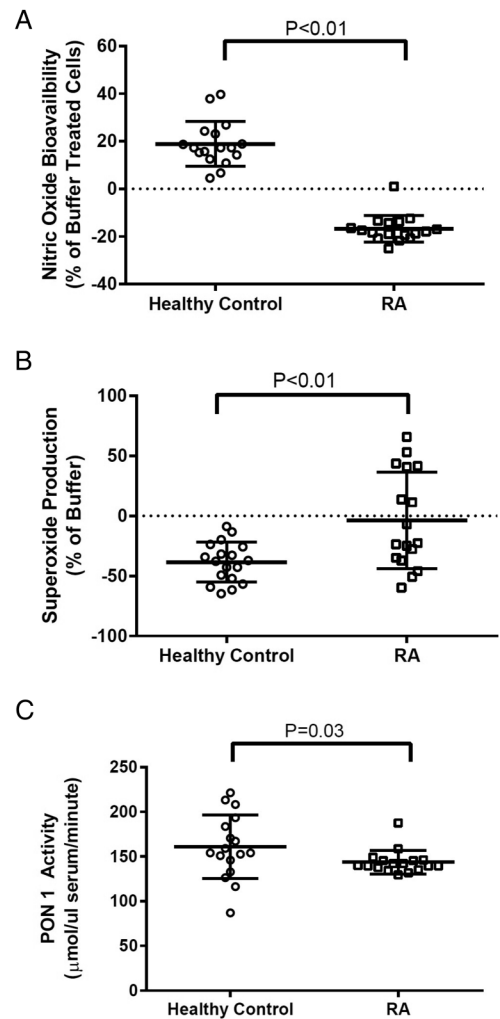 A
P<0.01
Nitric Oxide Bioavailbility
(% of Buffer Treated Cells)
60
40
20
0
-20
-40
Healthy Control
RA
B
P<0.01
Superoxide Production
(% of Buffer)
100
50
0
-50
-100
Healthy Control
RA
C
P=0.03
PON 1 Activity
(μmol/ul serum/minute)
250
200
150
100
50
0
Healthy Control
RA